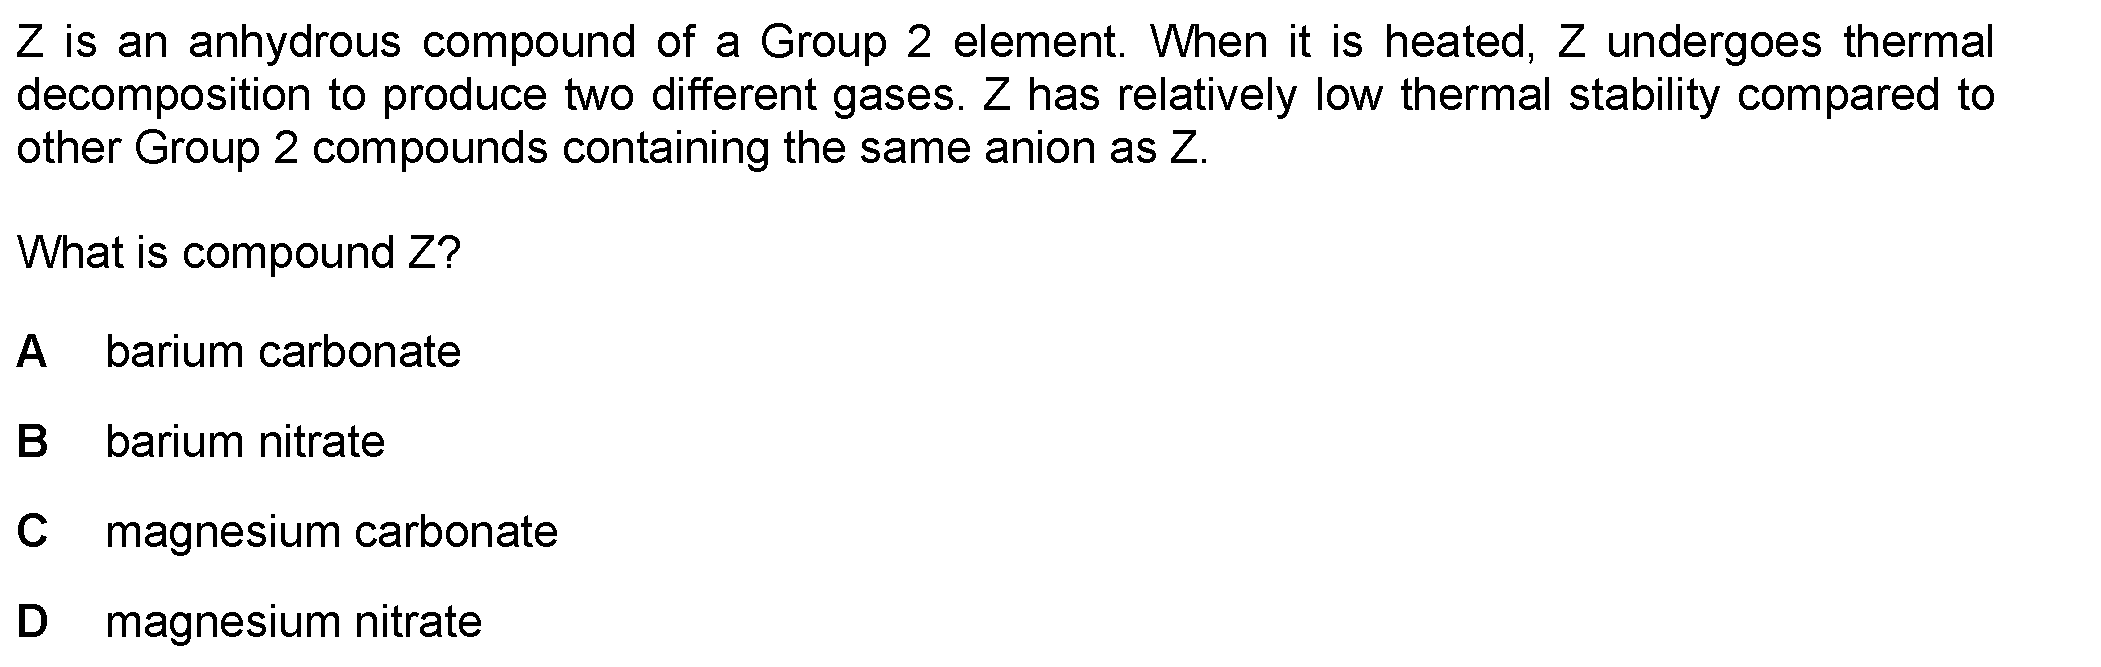 Z is an anhydrous compound of a Group 2 element. When it is heated, Z undergoes thermal
decomposition to produce two different gases. Z has relatively low thermal stability compared to
other Group 2 compounds containing the same anion as Z.
What is compound Z?
A barium carbonate
B barium nitrate
C magnesium carbonate
D magnesium nitrate